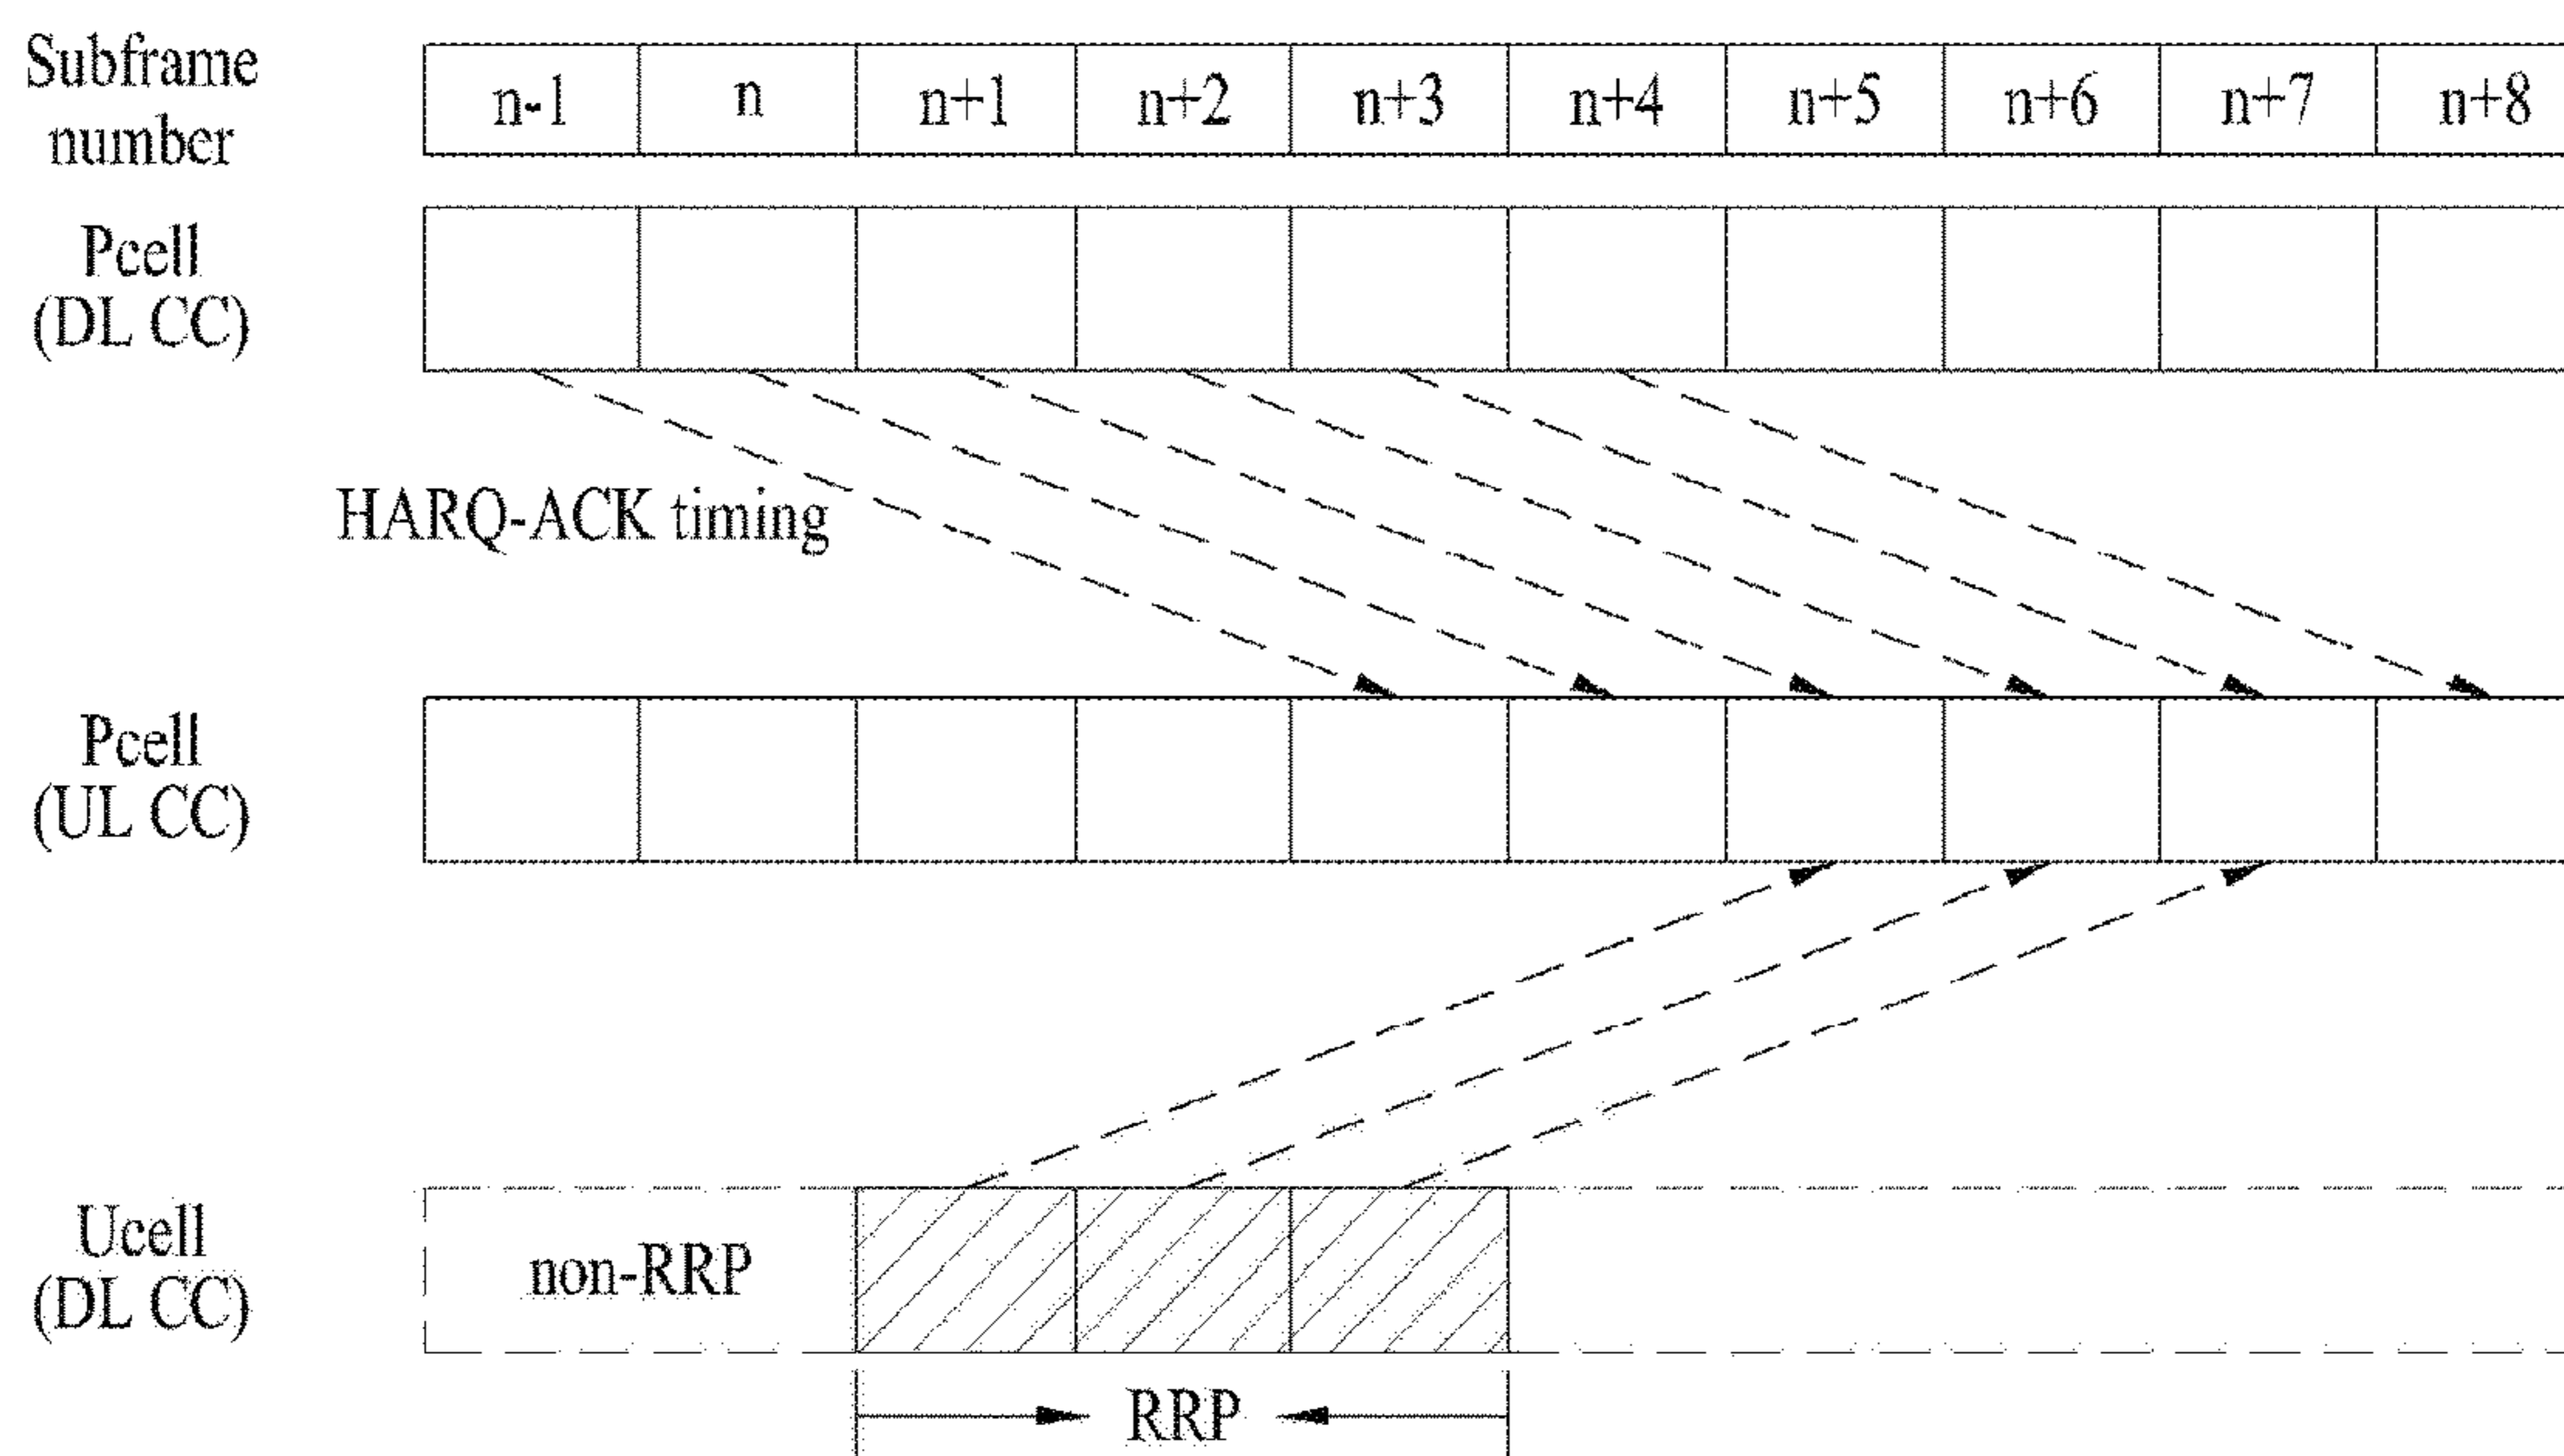 Subframe
number
n-1 n n+1 n+2 n+3 n+4 n+5 n+6 n+7 n+8
Pcell
(DL CC)
HARQ-ACK timing
Pcell
(UL CC)
Ucell
(DL CC)
non-RRP
RRP